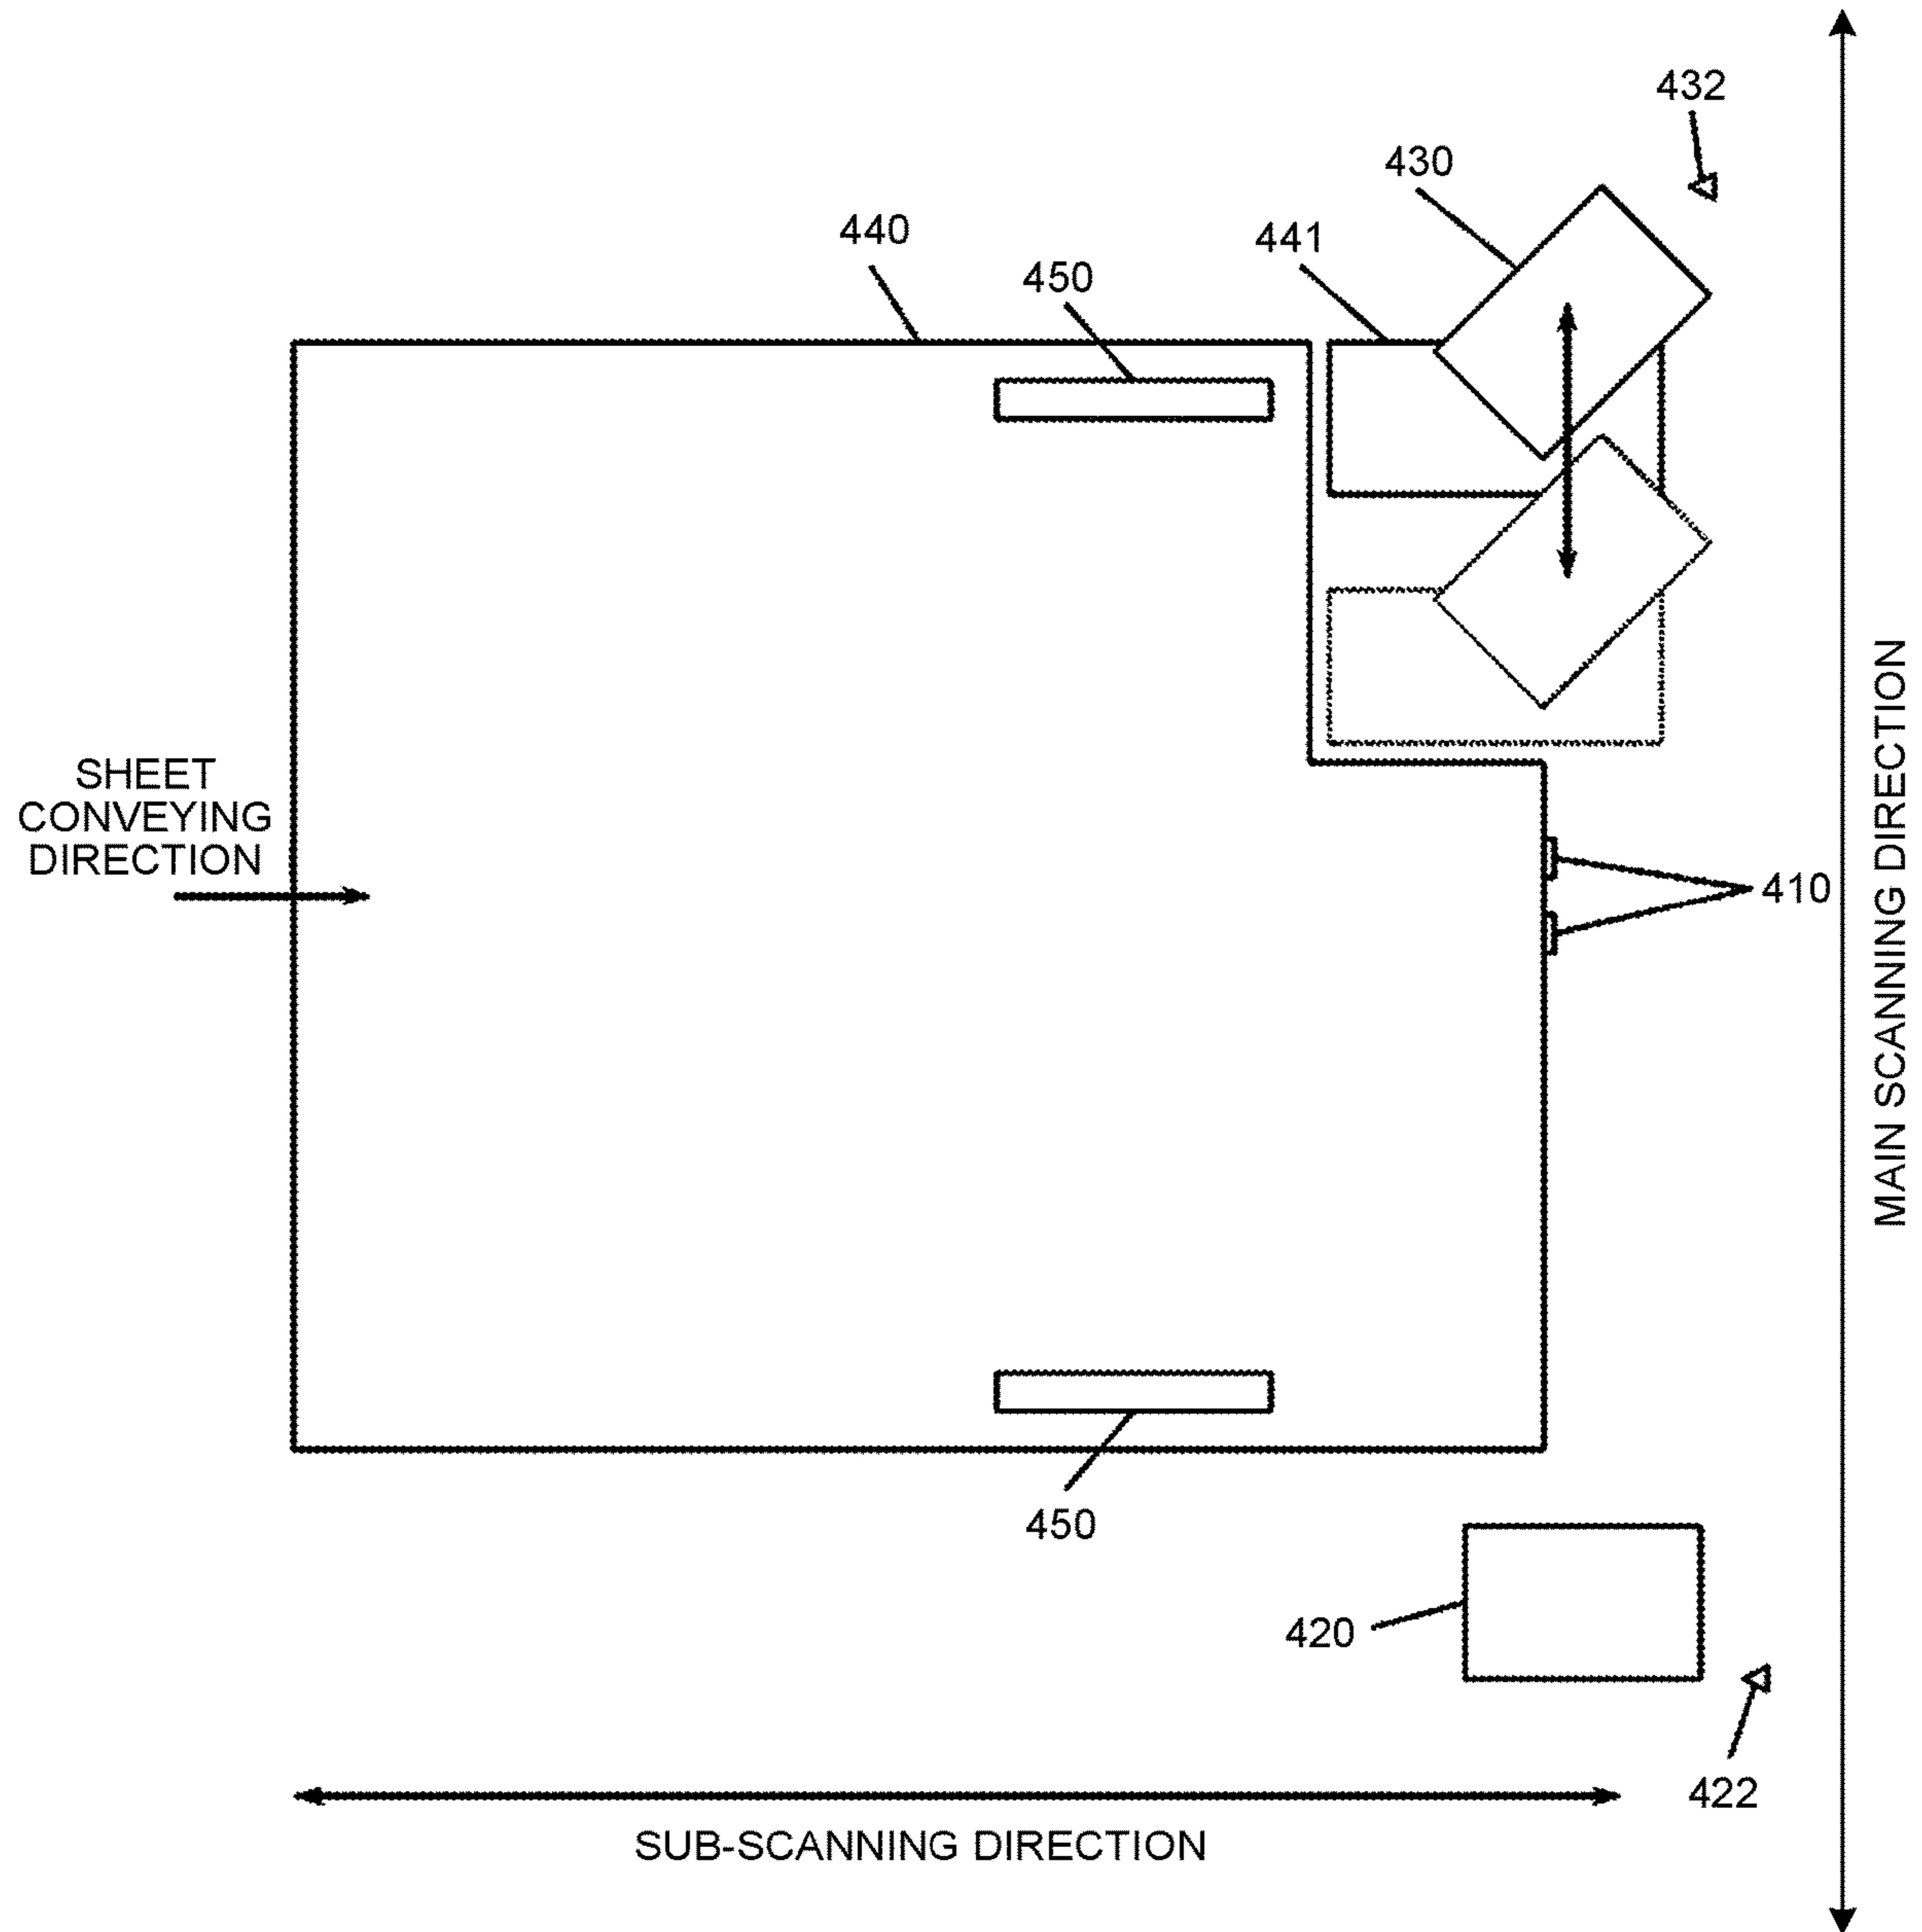 432
430
440
441
450
SHEET
CONVEYING
DIRECTION
410
MAIN SCANNING DIRECTION
450
420
422
SUB-SCANNING DIRECTION